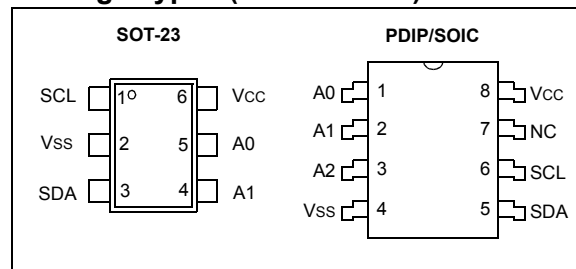 SOT-23
SCL 1 6 VCC
VSS 2 5 A0
SDA 3 4 A1
PDIP/SOIC
A0 1 8 VCC
A1 2 7 NC
A2 3 6 SCL
VSS 4 5 SDA